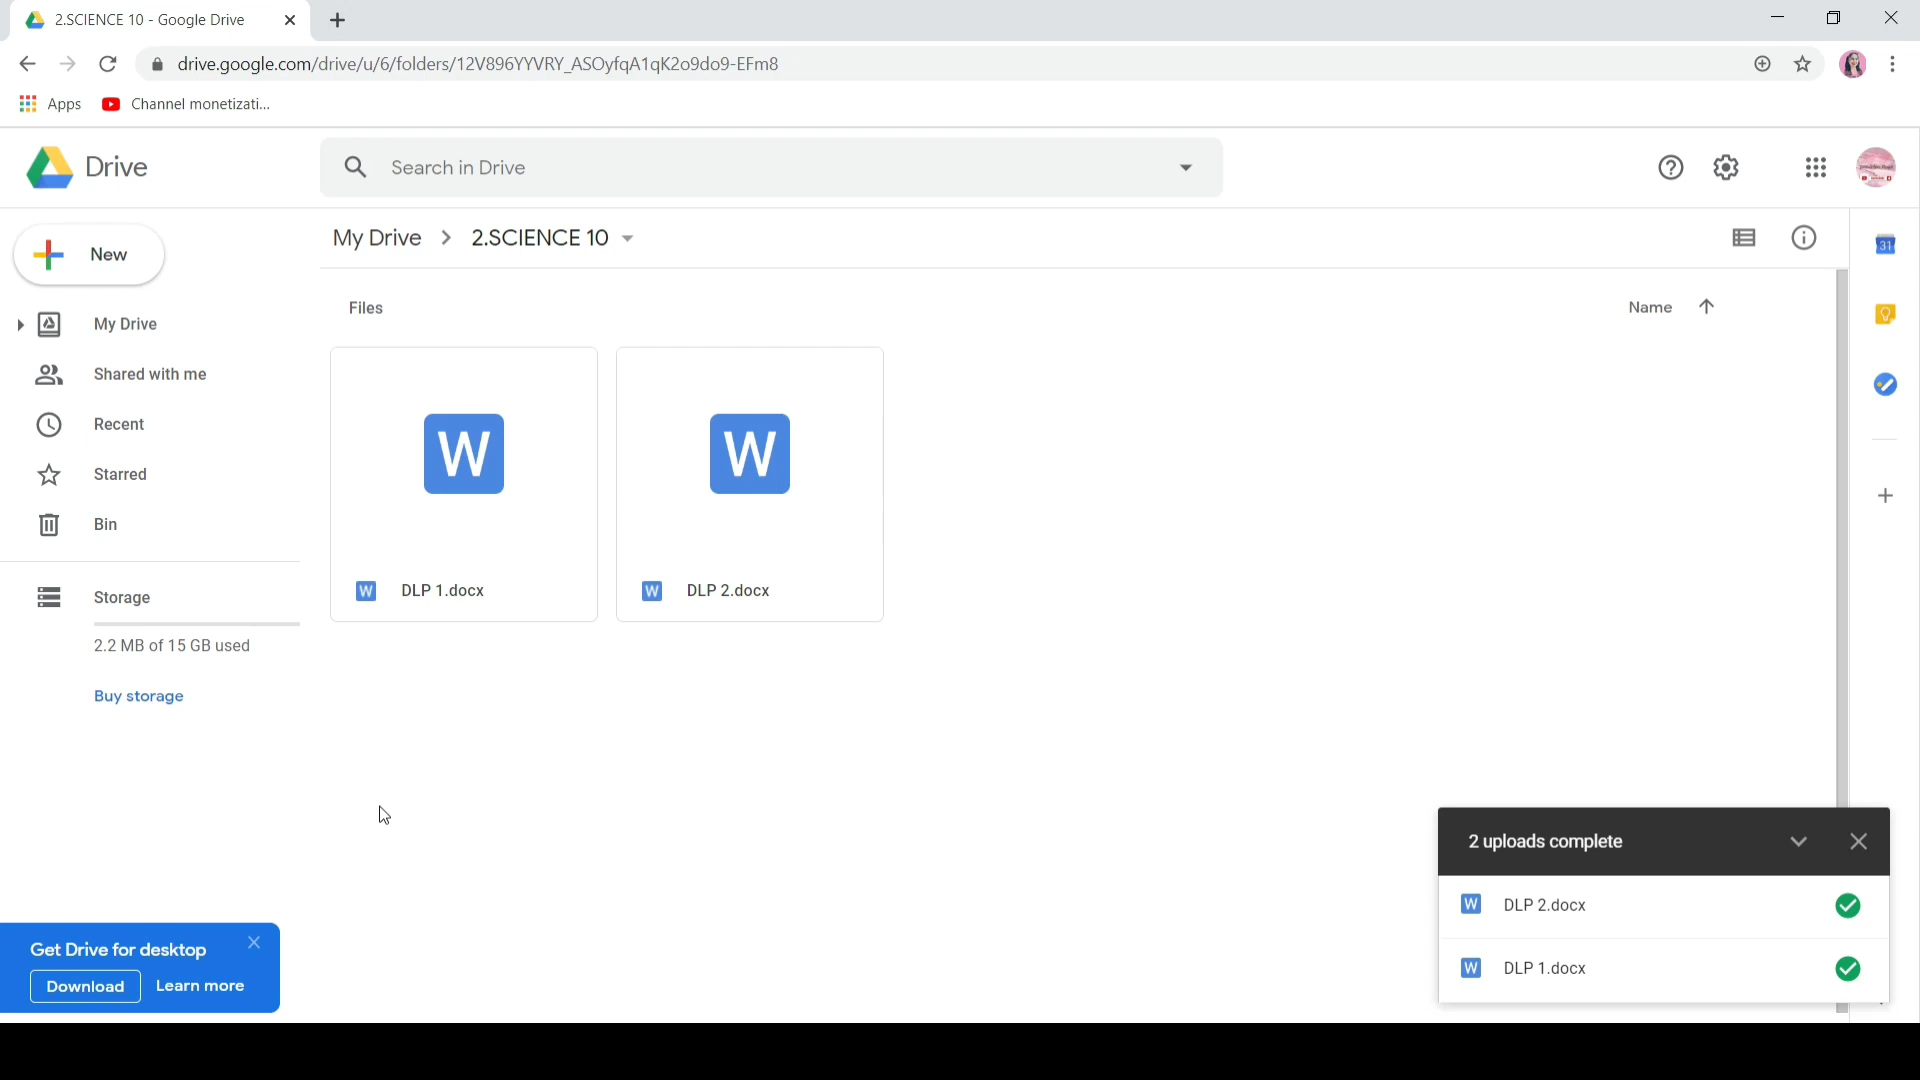 2.SCIENCE 10 - Google Drive
drive.google.com/drive/u/6/folders/12V896YYVRY_ASOyfqA1qK2o9do9-EFm8
Apps
Channel monetizati...
Drive
Search in Drive
New
My Drive
2.SCIENCE 10
31
Files
Name
My Drive
Shared with me
Recent
Starred
Bin
W
W
W DLP 1.docx
W DLP 2.docx
Storage
2.2 MB of 15 GB used
Buy storage
2 uploads complete
W DLP 2.docx
W DLP 1.docx
Get Drive for desktop
Download
Learn more